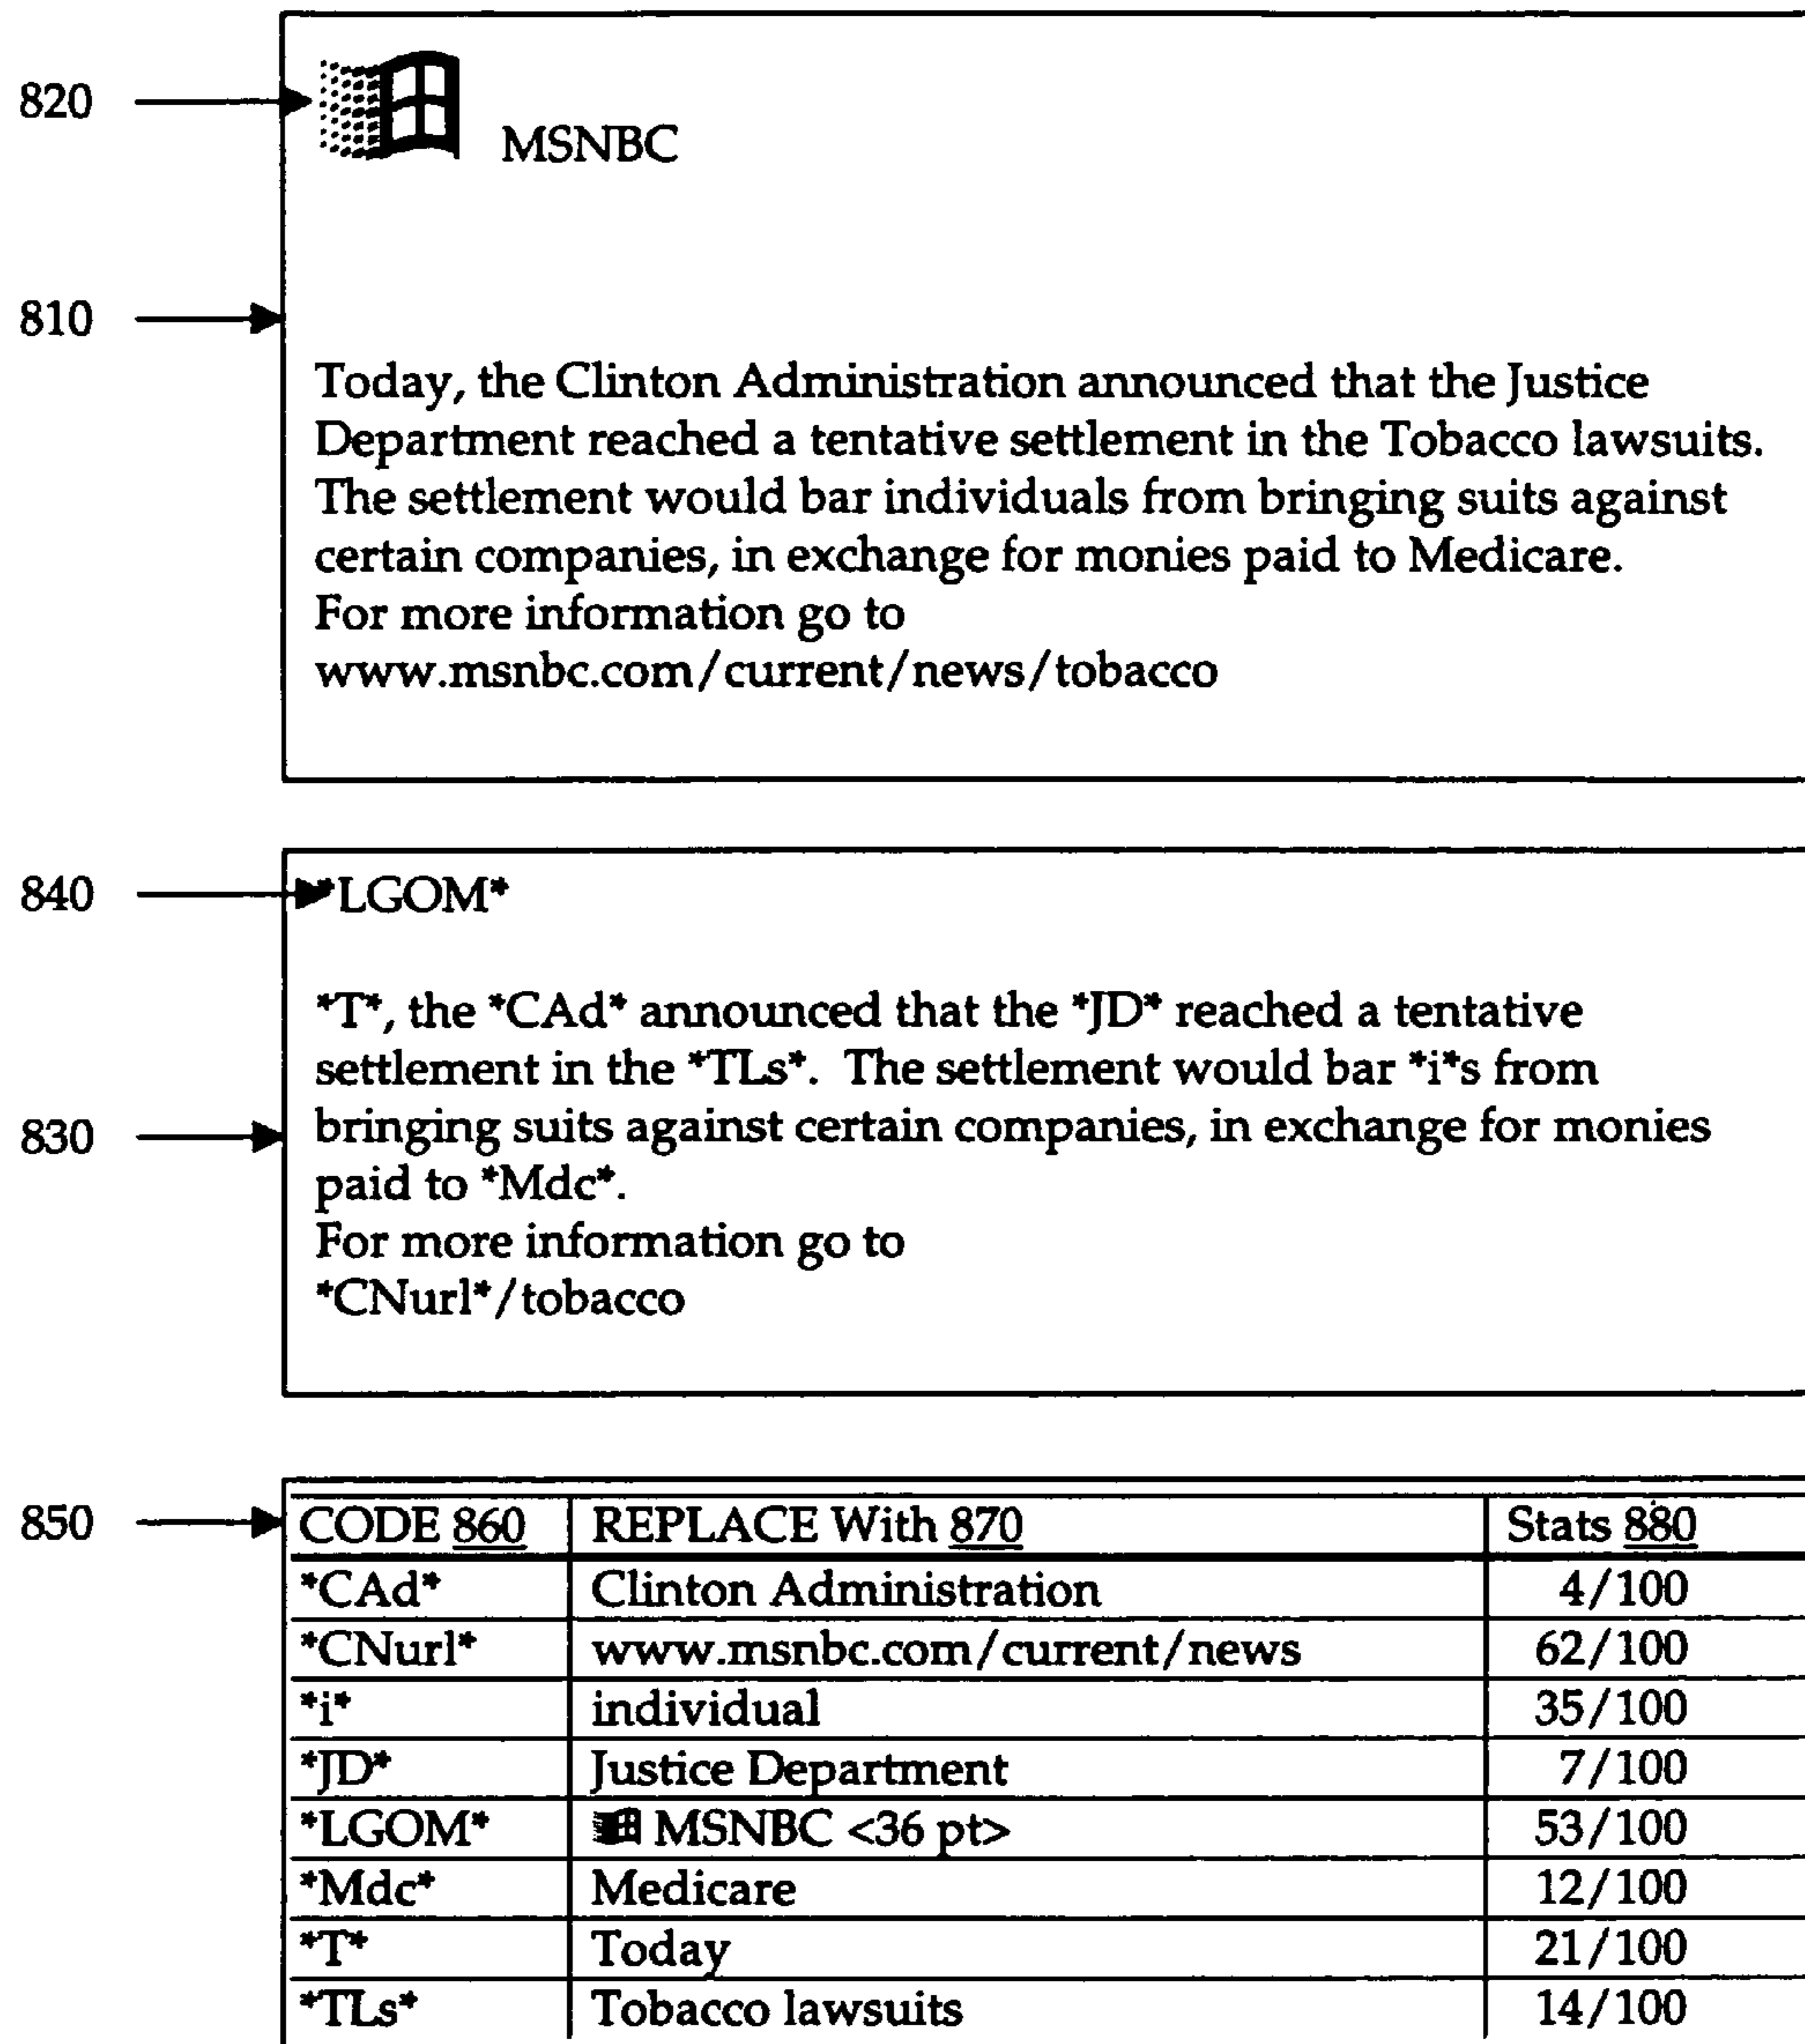 820
MSNBC
810
Today, the Clinton Administration announced that the Justice
Department reached a tentative settlement in the Tobacco lawsuits.
The settlement would bar individuals from bringing suits against
certain companies, in exchange for monies paid to Medicare.
For more information go to
www.msnbc.com/current/news/tobacco
840
*LGOM*
*T*, the *CAd* announced that the *JD* reached a tentative
settlement in the *TLs*. The settlement would bar *i*s from
830
bringing suits against certain companies, in exchange for monies
paid to *Mdc*.
For more information go to
*CNurl*/tobacco
850
CODE 860 REPLACE With 870 Stats 880
*CAd* Clinton Administration 4/100
*CNurl* www.msnbc.com/current/news 62/100
*i* individual 35/100
*JD* Justice Department 7/100
*LGOM* MSNBC <36 pt> 53/100
*Mdc* Medicare 12/100
*T* Today 21/100
*TLs* Tobacco lawsuits 14/100